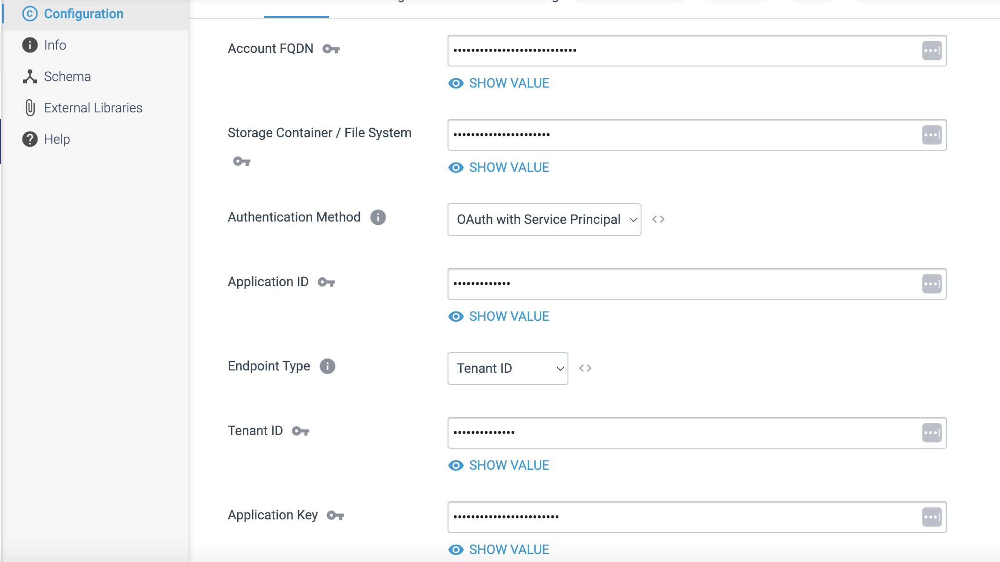 Configuration
Info
Schema
External Libraries
Help
Account FQDN
••••••••••••••••••••••••••••
SHOW VALUE
Storage Container / File System
••••••••••••••••••••••
SHOW VALUE
Authentication Method
OAuth with Service Principal
Application ID
•••••••••••••
SHOW VALUE
Endpoint Type
Tenant ID
Tenant ID
••••••••••••••
SHOW VALUE
Application Key
••••••••••••••••••••••••
SHOW VALUE